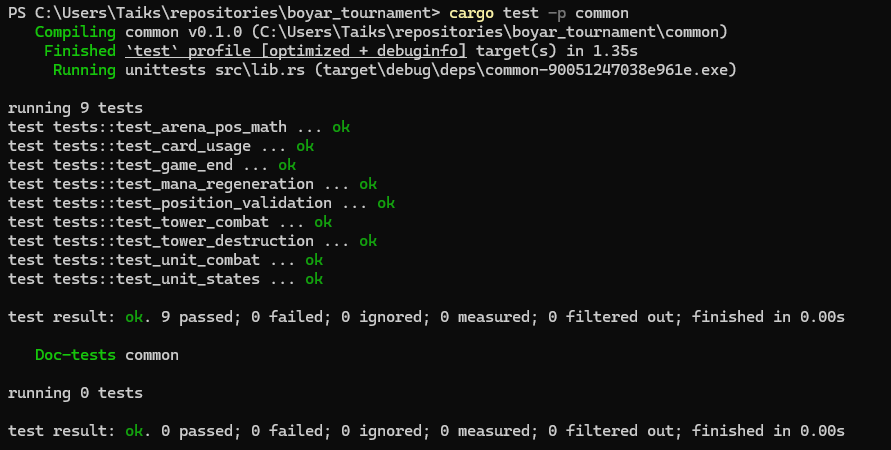 PS C:\Users\Taiks\repositories\boyar_tournament> cargo test -p common
   Compiling common v0.1.0 (C:\Users\Taiks\repositories\boyar_tournament\common)
    Finished `test` profile [optimized + debuginfo] target(s) in 1.35s
     Running unittests src\lib.rs (target\debug\deps\common-90051247038e961e.exe)

running 9 tests
test tests::test_arena_pos_math ... ok
test tests::test_card_usage ... ok
test tests::test_game_end ... ok
test tests::test_mana_regeneration ... ok
test tests::test_position_validation ... ok
test tests::test_tower_combat ... ok
test tests::test_tower_destruction ... ok
test tests::test_unit_combat ... ok
test tests::test_unit_states ... ok

test result: ok. 9 passed; 0 failed; 0 ignored; 0 measured; 0 filtered out; finished in 0.00s

   Doc-tests common

running 0 tests

test result: ok. 0 passed; 0 failed; 0 ignored; 0 measured; 0 filtered out; finished in 0.00s